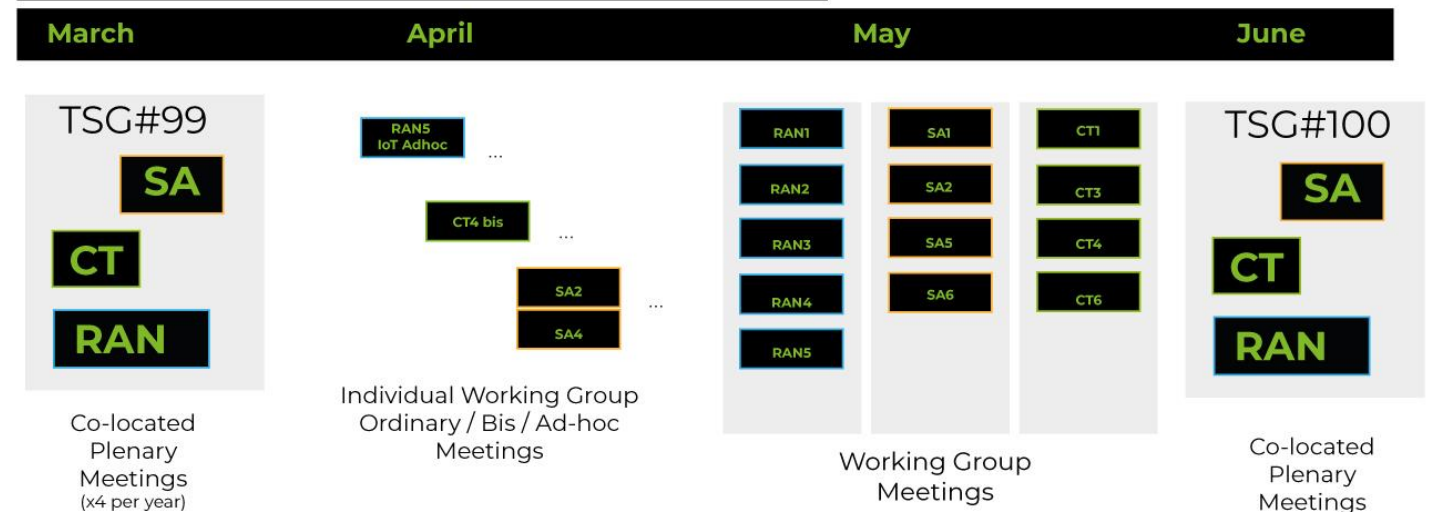 March
April
May
June
TSG#99
SA
CT
RAN
Co-located
Plenary
Meetings
(x4 per year)
RAN5
IoT Adhoc
...
CT4 bis
...
SA2
...
SA4
Individual Working Group
Ordinary / Bis / Ad-hoc
Meetings
RAN1
RAN2
RAN3
RAN4
RAN5
SA1
SA2
SA5
SA6
CT1
CT3
CT4
CT6
Working Group
Meetings
TSG#100
SA
CT
RAN
Co-located
Plenary
Meetings